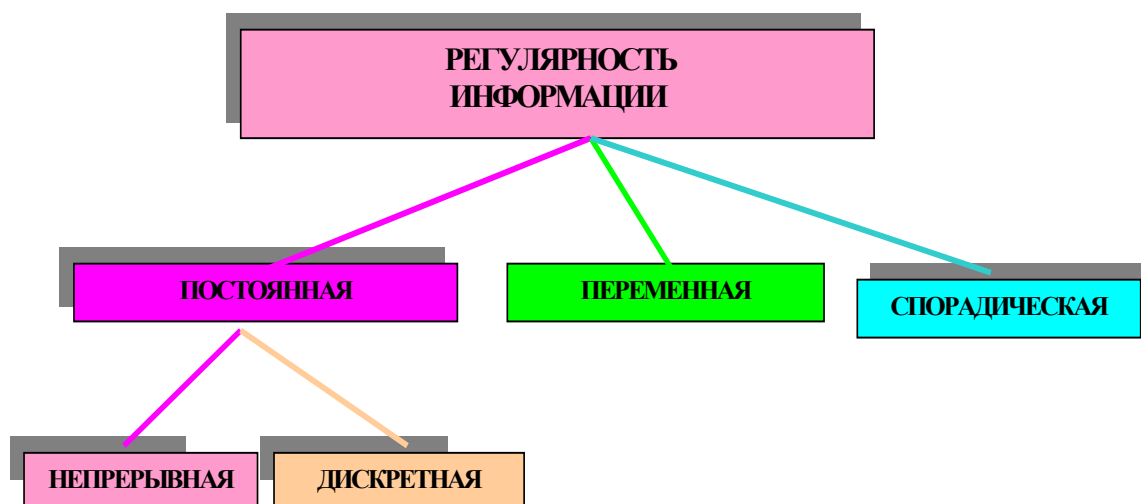 РЕГУЛЯРНОСТЬ
ИНФОРМАЦИИ
ПОСТОЯННАЯ
ПЕРЕМЕННАЯ
СПОРАДИЧЕСКАЯ
НЕПРЕРЫВНАЯ
ДИСКРЕТНАЯ